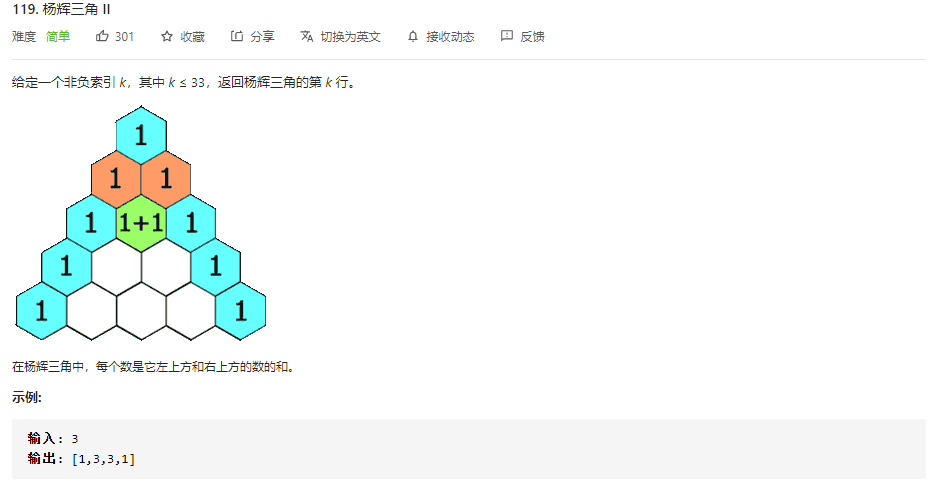 119. 杨辉三角 II
难度 简单 301 收藏 分享 切换为英文 接收动态 反馈
给定一个非负索引 k，其中 k ≤ 33，返回杨辉三角的第 k 行。
1
1 1
1 1+1 1
1 1
1 1
在杨辉三角中，每个数是它左上方和右上方的数的和。
示例:
输入: 3
输出: [1,3,3,1]